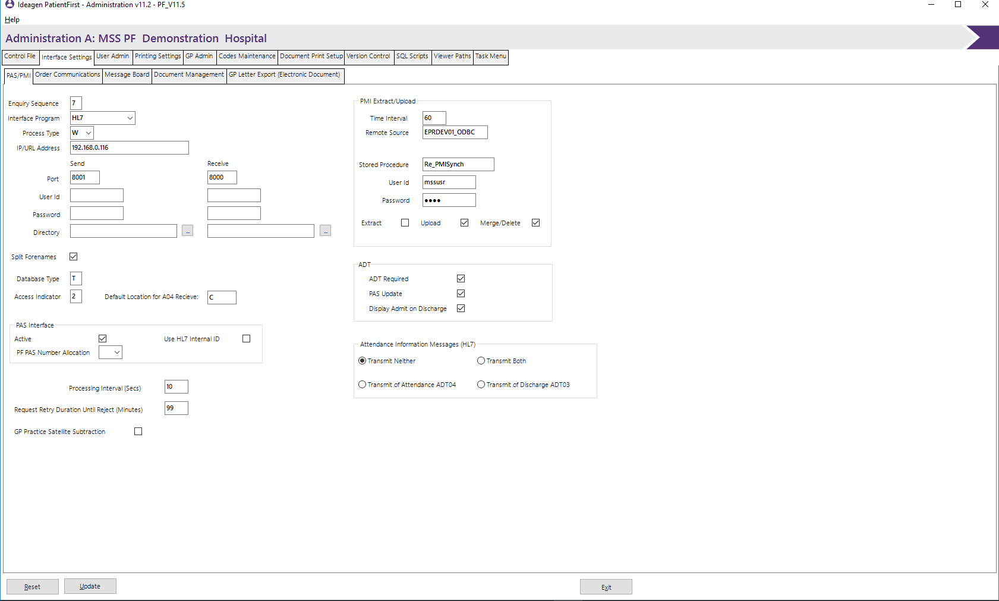 Ideagen PatientFirst - Administration v11.2 - PF_V11.5
Help
Administration A: MSS PF Demonstration Hospital
Control File Interface Settings User Admin Printing Settings GP Admin Codes Maintenance Document Print Setup Version Control SQL Scripts Viewer Paths Task Menu
PAS/PMI Order Communications Message Board Document Management GP Letter Export (Electronic Document)
Enquiry Sequence 7
Interface Program HL7
Process Type W
IP/URL Address 192.168.0.116
Send Receive
Port 8001 8000
User Id
Password
Directory ... ...
Split Forenames
Database Type T
Access Indicator 2 Default Location for A04 Recieve: C
PAS Interface
Active Use HL7 Internal ID
PF PAS Number Allocation
Processing Interval (Secs) 10
Request Retry Duration Until Reject (Minutes) 99
GP Practice Satellite Subtraction
PMI Extract/Upload
Time Interval 60
Remote Source EPRDEV01_ODBC
Stored Procedure Re_PMISynch
User Id mssusr
Password ●●●●
Extract Upload Merge/Delete
ADT
ADT Required
PAS Update
Display Admit on Discharge
Attendance Information Messages (HL7)
Transmit Neither Transmit Both
Transmit of Attendance ADT04 Transmit of Discharge ADT03
Reset Update Exit